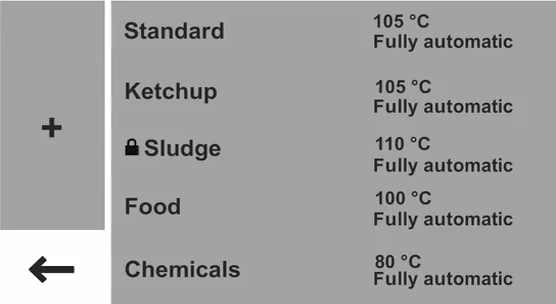 Standard
105 °C
Fully automatic
Ketchup
105 °C
Fully automatic
Sludge
110 °C
Fully automatic
Food
100 °C
Fully automatic
Chemicals
80 °C
Fully automatic
+